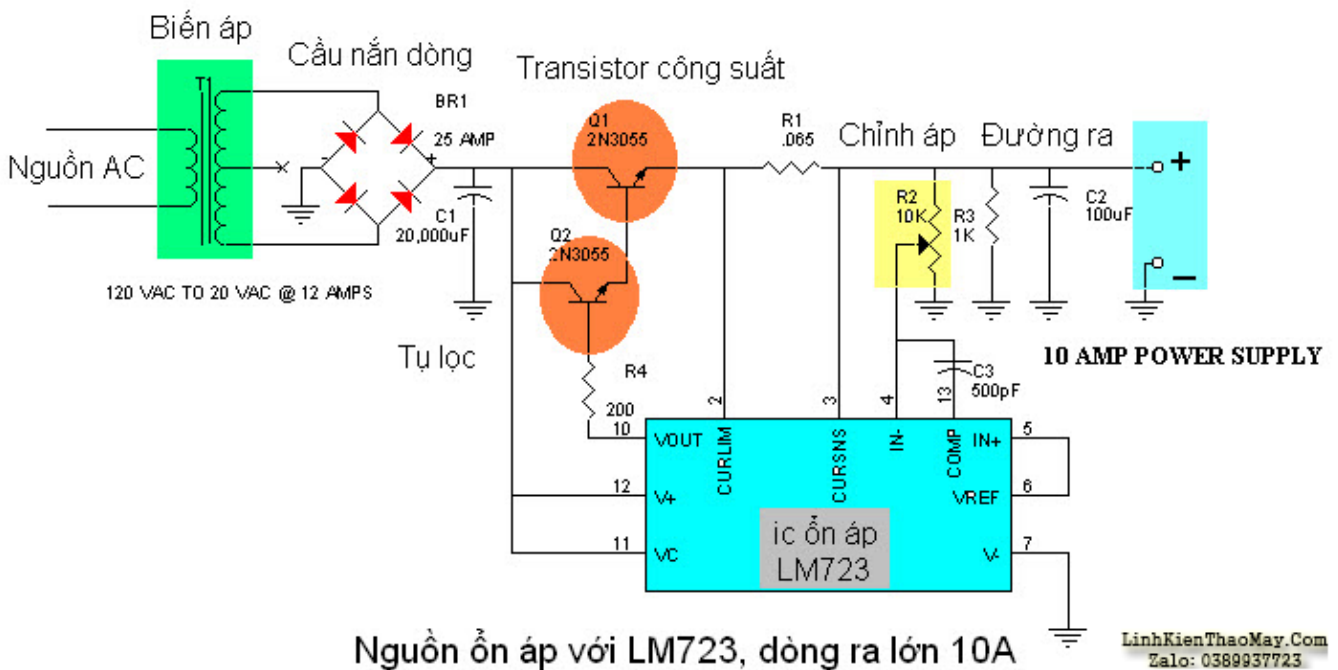 Biến áp
Cầu nắn dòng
Transistor công suất
T1
BR1
25 AMP
Q1
2N3055
R1
.065
Chỉnh áp
Đường ra
Nguồn AC
-
+
C1
20,000uF
R2
10K
R3
1K
C2
100uF
+
−
Q2
2N3055
120 VAC TO 20 VAC @ 12 AMPS
Tụ lọc
10 AMP POWER SUPPLY
R4
200
C3
500pF
2
3
4
13
10
VOUT
CURLIM
CURSNS
IN-
COMP
IN+
5
12
V+
VREF
6
11
VC
ic ổn áp
LM723
V-
7
Nguồn ổn áp với LM723, dòng ra lớn 10A
LinhKienThaoMay.Com
Zalo: 0389937723